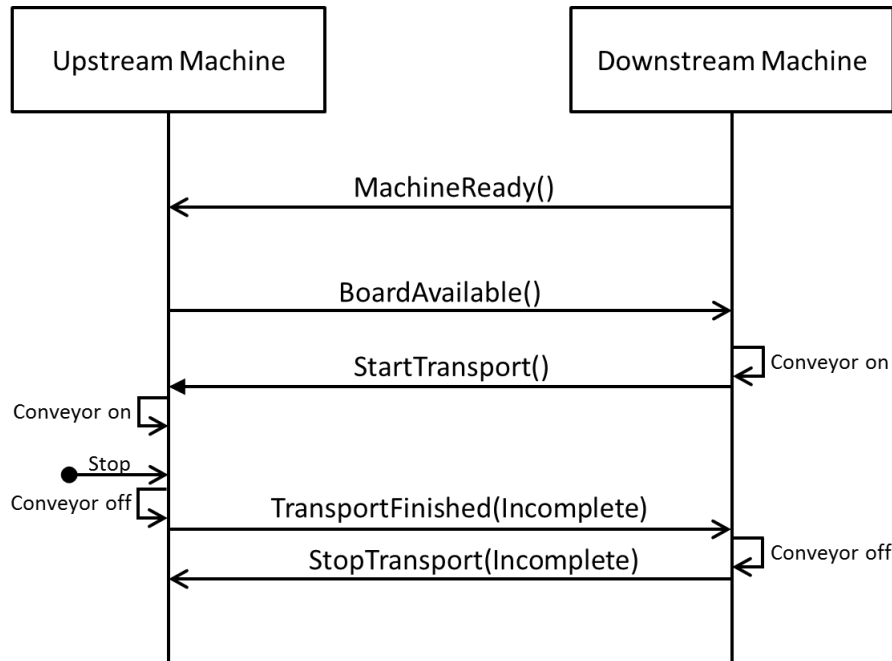 Upstream Machine
Downstream Machine
MachineReady()
BoardAvailable()
Conveyor on
StartTransport()
Conveyor on
Stop
Conveyor off
TransportFinished(Incomplete)
Conveyor off
StopTransport(Incomplete)